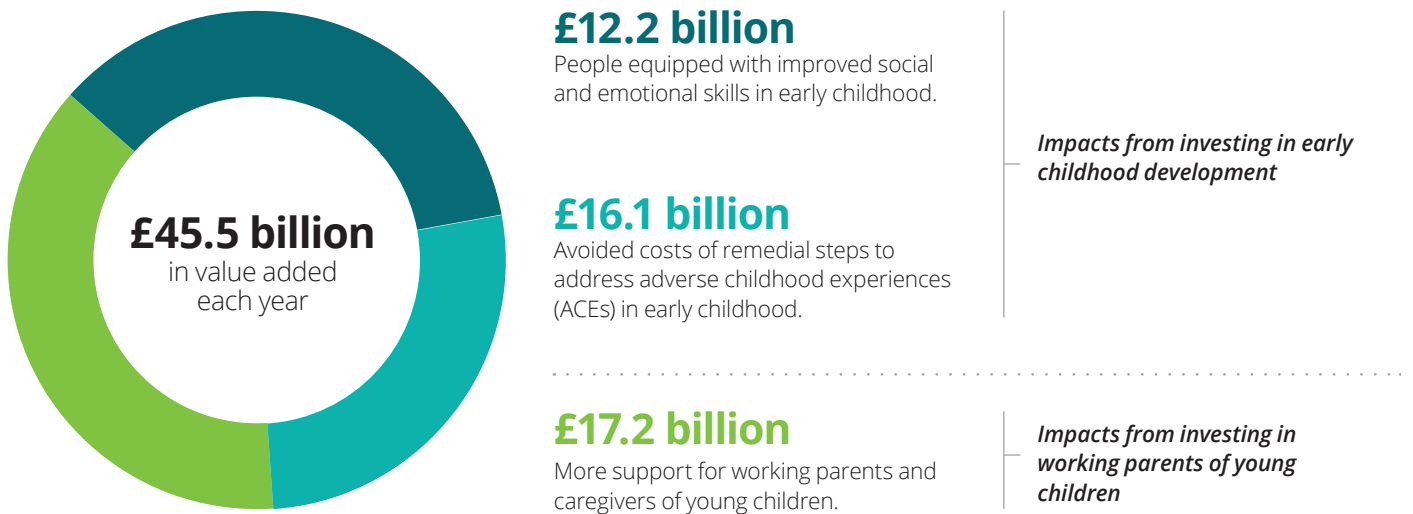 £45.5 billion
in value added
each year
£12.2 billion
People equipped with improved social
and emotional skills in early childhood.
£16.1 billion
Avoided costs of remedial steps to
address adverse childhood experiences
(ACEs) in early childhood.
Impacts from investing in early
childhood development
£17.2 billion
More support for working parents and
caregivers of young children.
Impacts from investing in
working parents of young
children